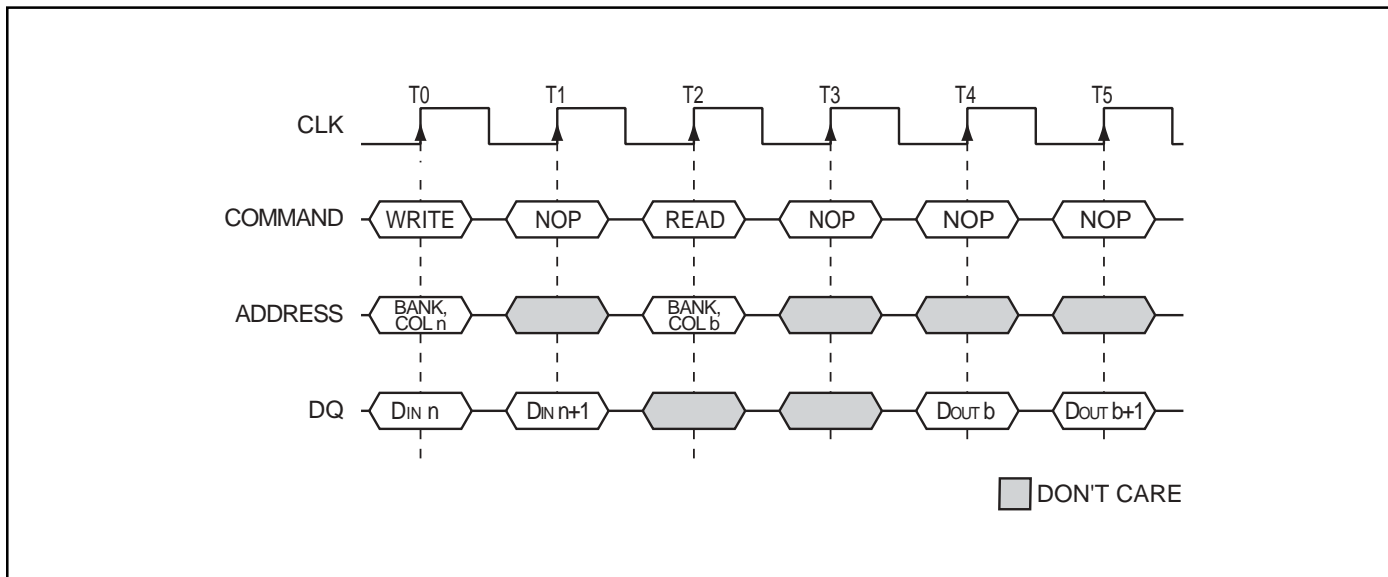 T0 T1 T2 T3 T4 T5
CLK
COMMAND WRITE NOP READ NOP NOP NOP
ADDRESS BANK, COL n BANK, COL b
DQ DIN n DIN n+1 DOUT b DOUT b+1
DON'T CARE